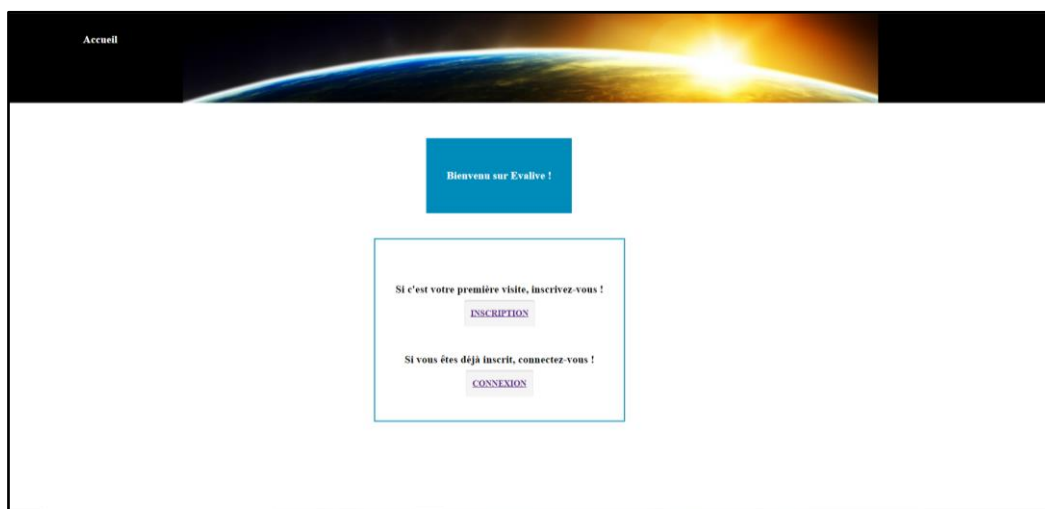 Accueil
Bienvenu sur Evalive !
Si c'est votre première visite, inscrivez-vous !
INSCRIPTION
Si vous êtes déjà inscrit, connectez-vous !
CONNEXION